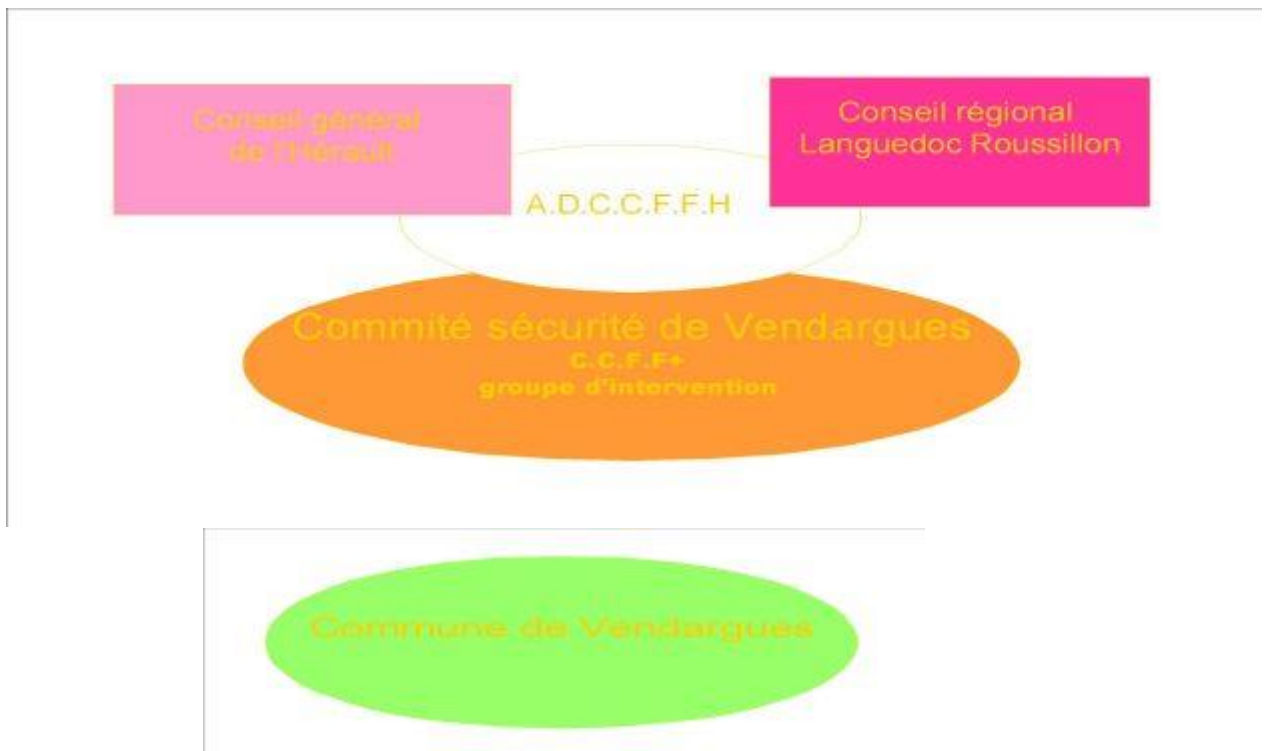 Conseil général
de l'Hérault
Conseil régional
Languedoc Roussillon
A.D.C.C.F.F.H
Commité sécurité de Vendargues
C.C.F.F+
groupe d'intervention
Commune de Vendargues